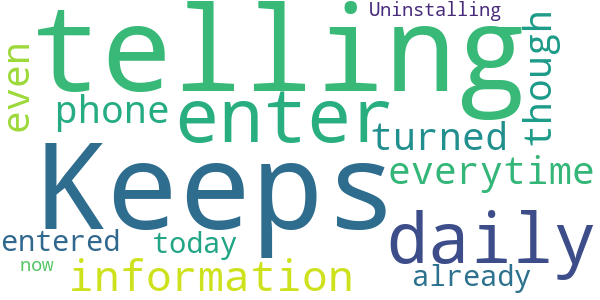 Uninstalling
telling
even
though
phone
enter
turned
Keeps
everytime
daily
entered
today
already
now
information